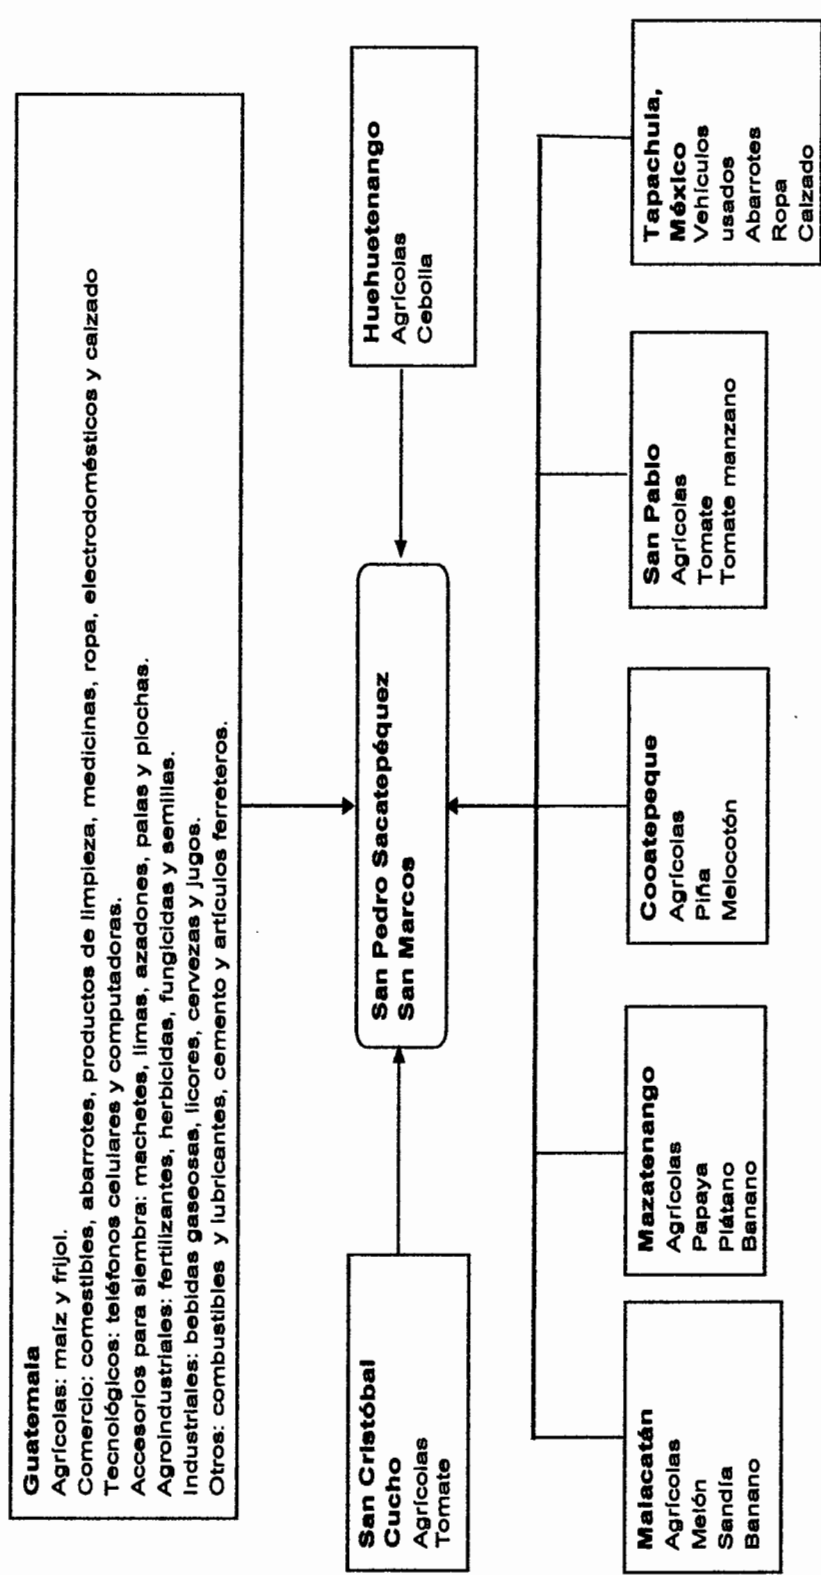 Guatemala
Agrícolas: maíz y frijol.
Comercio: comestibles, abarrotes, productos de limpieza, medicinas, ropa, electrodomésticos y calzado
Tecnológicos: teléfonos celulares y computadoras.
Accesorios para siembra: machetes, limas, azadones, palas y piochas.
Agroindustriales: fertilizantes, herbicidas, fungicidas y semillas.
Industriales: bebidas gaseosas, licores, cervezas y jugos.
Otros: combustibles y lubricantes, cemento y artículos ferreteros.
San Cristóbal
Cucho
Agrícolas
Tomate
San Pedro Sacatepéquez
San Marcos
Huehuetenango
Agrícolas
Cebolla
Malacatán
Agrícolas
Melón
Sandía
Banano
Mazatenango
Agrícolas
Papaya
Plátano
Banano
Cooatepeque
Agrícolas
Piña
Melocotón
San Pablo
Agrícolas
Tomate
Tomate manzano
Tapachula,
México
Vehículos
usados
Abarrotes
Ropa
Calzado